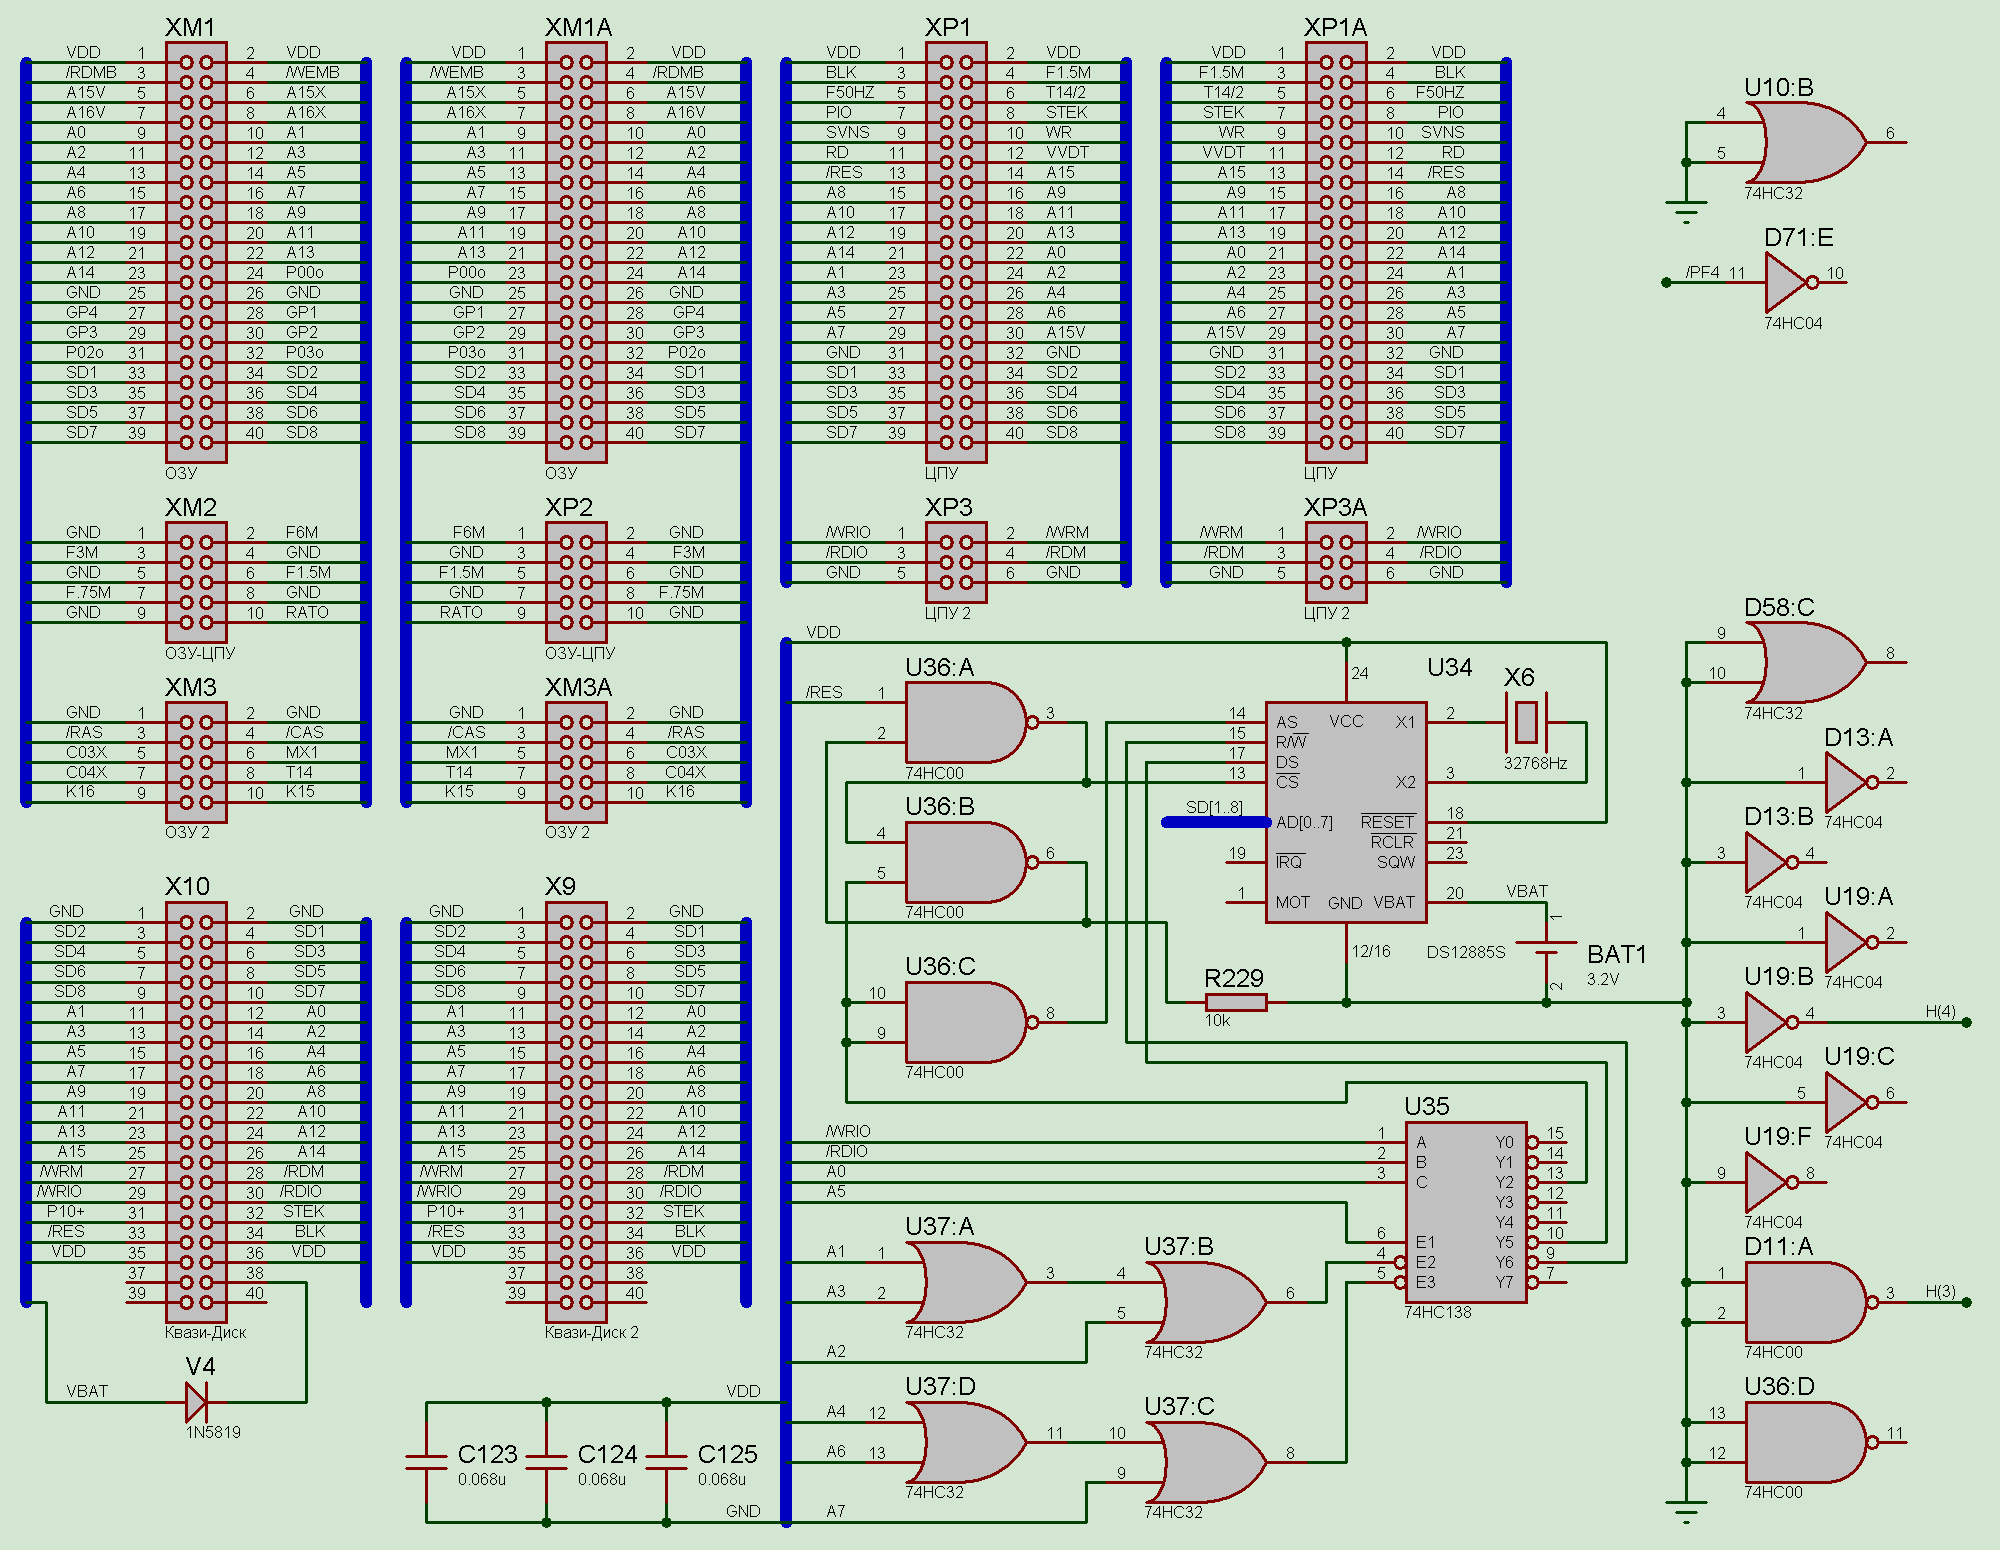 XM1
VDD 1 2 VDD
/RDMB 3 4 /WEMB
A15V 5 6 A15X
A16V 7 8 A16X
A0 9 10 A1
A2 11 12 A3
A4 13 14 A5
A6 15 16 A7
A8 17 18 A9
A10 19 20 A11
A12 21 22 A13
A14 23 24 P00o
GND 25 26 GND
GP4 27 28 GP1
GP3 29 30 GP2
P02o 31 32 P03o
SD1 33 34 SD2
SD3 35 36 SD4
SD5 37 38 SD6
SD7 39 40 SD8
ОЗУ
XM1A
VDD 1 2 VDD
/WEMB 3 4 /RDMB
A15X 5 6 A15V
A16X 7 8 A16V
A1 9 10 A0
A3 11 12 A2
A5 13 14 A4
A7 15 16 A6
A9 17 18 A8
A11 19 20 A10
A13 21 22 A12
P00o 23 24 A14
GND 25 26 GND
GP1 27 28 GP4
GP2 29 30 GP3
P03o 31 32 P02o
SD2 33 34 SD1
SD4 35 36 SD3
SD6 37 38 SD5
SD8 39 40 SD7
ОЗУ
XP1
VDD 1 2 VDD
BLK 3 4 F1.5M
F50HZ 5 6 T14/2
PIO 7 8 STEK
SVNS 9 10 WR
RD 11 12 VVDT
/RES 13 14 A15
A8 15 16 A9
A10 17 18 A11
A12 19 20 A13
A14 21 22 A0
A1 23 24 A2
A3 25 26 A4
A5 27 28 A6
A7 29 30 A15V
GND 31 32 GND
SD1 33 34 SD2
SD3 35 36 SD4
SD5 37 38 SD6
SD7 39 40 SD8
ЦПУ
XP1A
VDD 1 2 VDD
F1.5M 3 4 BLK
T14/2 5 6 F50HZ
STEK 7 8 PIO
WR 9 10 SVNS
VVDT 11 12 RD
A15 13 14 /RES
A9 15 16 A8
A11 17 18 A10
A13 19 20 A12
A0 21 22 A14
A2 23 24 A1
A4 25 26 A3
A6 27 28 A5
A15V 29 30 A7
GND 31 32 GND
SD2 33 34 SD1
SD4 35 36 SD3
SD6 37 38 SD5
SD8 39 40 SD7
ЦПУ
U10:B
4
5
6
74HC32
D71:E
/PF4 11 10
74HC04
XM2
GND 1 2 F6M
F3M 3 4 GND
GND 5 6 F1.5M
F.75M 7 8 GND
GND 9 10 RATO
ОЗУ-ЦПУ
XP2
F6M 1 2 GND
GND 3 4 F3M
F1.5M 5 6 GND
GND 7 8 F.75M
RATO 9 10 GND
ОЗУ-ЦПУ
XP3
/WRIO 1 2 /WRM
/RDIO 3 4 /RDM
GND 5 6 GND
ЦПУ 2
XP3A
/WRM 1 2 /WRIO
/RDM 3 4 /RDIO
GND 5 6 GND
ЦПУ 2
XM3
GND 1 2 GND
/RAS 3 4 /CAS
C03X 5 6 MX1
C04X 7 8 T14
K16 9 10 K15
ОЗУ 2
XM3A
GND 1 2 GND
/CAS 3 4 /RAS
MX1 5 6 C03X
T14 7 8 C04X
K15 9 10 K16
ОЗУ 2
X10
GND 1 2 GND
SD2 3 4 SD1
SD4 5 6 SD3
SD6 7 8 SD5
SD8 9 10 SD7
A1 11 12 A0
A3 13 14 A2
A5 15 16 A4
A7 17 18 A6
A9 19 20 A8
A11 21 22 A10
A13 23 24 A12
A15 25 26 A14
/WRM 27 28 /RDM
/WRIO 29 30 /RDIO
P10+ 31 32 STEK
/RES 33 34 BLK
VDD 35 36 VDD
37 38
39 40
Квази-Диск
V4
VBAT
1N5819
X9
GND 1 2 GND
SD2 3 4 SD1
SD4 5 6 SD3
SD6 7 8 SD5
SD8 9 10 SD7
A1 11 12 A0
A3 13 14 A2
A5 15 16 A4
A7 17 18 A6
A9 19 20 A8
A11 21 22 A10
A13 23 24 A12
A15 25 26 A14
/WRM 27 28 /RDM
/WRIO 29 30 /RDIO
P10+ 31 32 STEK
/RES 33 34 BLK
VDD 35 36 VDD
37 38
39 40
Квази-Диск 2
VDD
C123
0.068u
C124
0.068u
C125
0.068u
GND
VDD
/RES
U36:A
1
2
3
74HC00
U36:B
4
5
6
74HC00
U36:C
10
9
8
74HC00
U34
24
14 AS VCC X1 2
15 R/W
17 DS
13 CS X2 3
SD[1..8] AD[0..7] RESET 18
RCLR 21
19 IRQ SQW 23
1 MOT GND VBAT 20
12/16
DS12885S
X6
32768Hz
VBAT
1
2
BAT1
3.2V
R229
10k
U35
/WRIO 1 A Y0 15
/RDIO 2 B Y1 14
A0 3 C Y2 13
A5
Y3 12
Y4 11
6 E1 Y5 10
4 E2 Y6 9
5 E3 Y7 7
74HC138
U37:A
A1 1
A3 2
3
74HC32
U37:B
4
5
6
74HC32
A2
U37:D
A4 12
A6 13
11
74HC32
U37:C
10
9
8
74HC32
A7
D58:C
9
10
8
74HC32
D13:A
1 2
74HC04
D13:B
3 4
74HC04
U19:A
1 2
74HC04
U19:B
3 4 H(4)
74HC04
U19:C
5 6
74HC04
U19:F
9 8
74HC04
D11:A
1
2
3 H(3)
74HC00
U36:D
13
12
11
74HC00